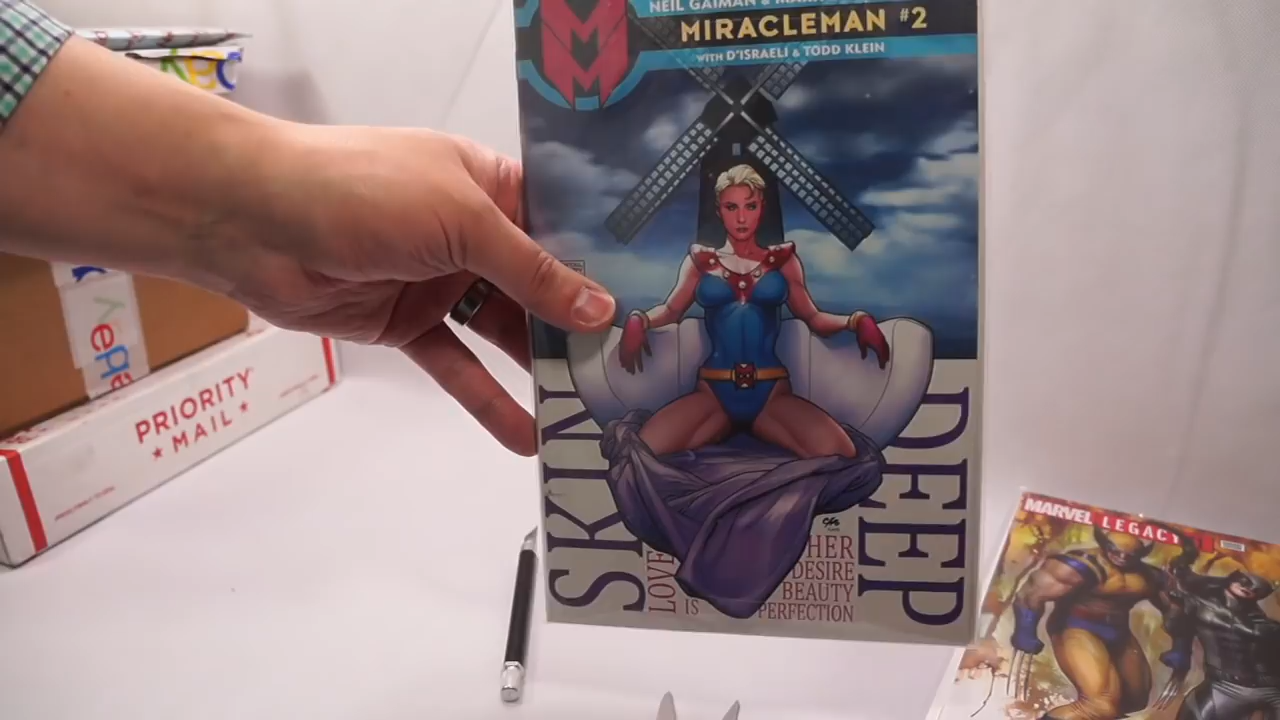 NEIL GAIMAN &
MIRACLEMAN #2
WITH D'ISRAELI & TODD KLEIN
SKIN
DEEP
LOVE
IS
HER
DESIRE
BEAUTY
PERFECTION
MARVEL LEGACY
PRIORITY
MAIL
ebay